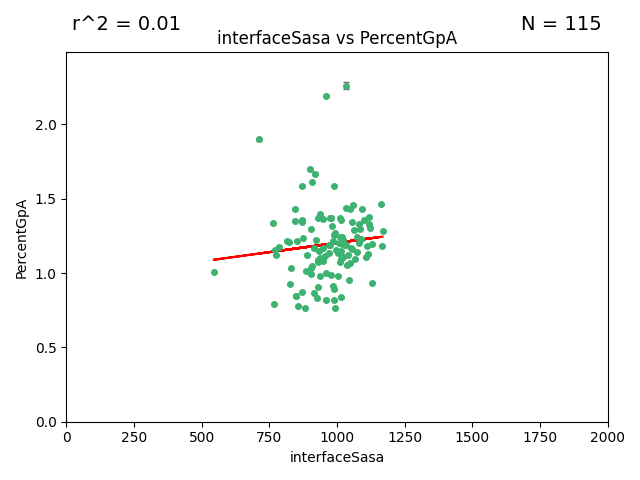 r^2 = 0.01
N = 115
interfaceSasa vs PercentGpA
PercentGpA
2.0
1.5
1.0
0.5
0.0
0 250 500 750 1000 1250 1500 1750 2000
interfaceSasa